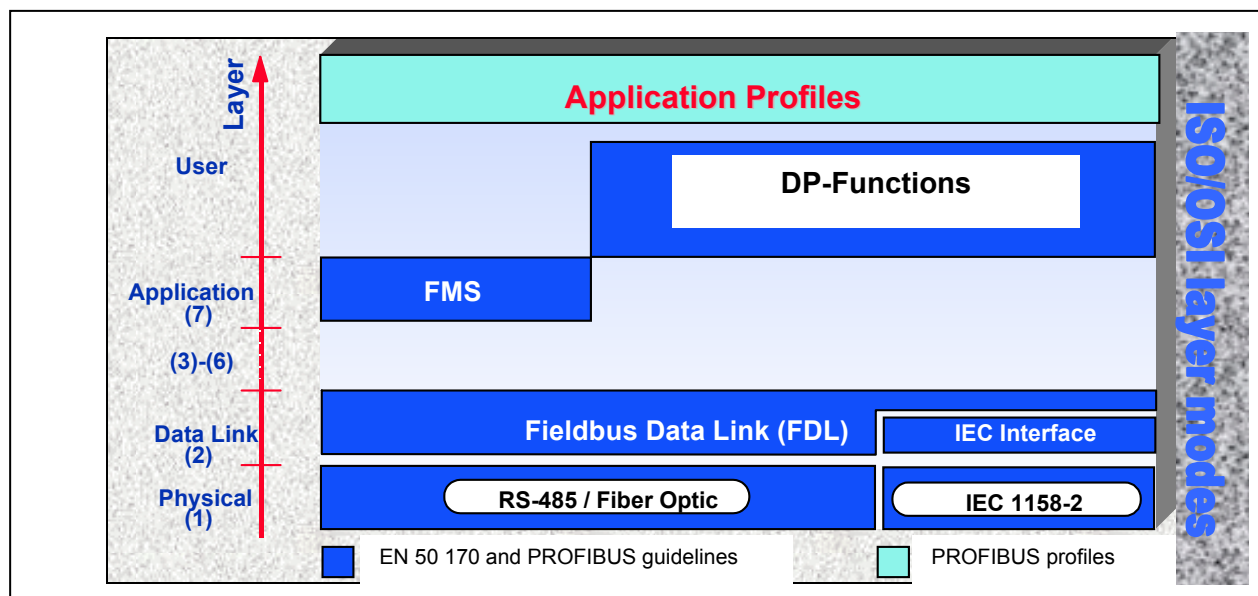 Layer
Application Profiles
User
DP-Functions
Application
(7)
FMS
(3)-(6)
Data Link
(2)
Fieldbus Data Link (FDL)
IEC Interface
Physical
(1)
RS-485 / Fiber Optic
IEC 1158-2
EN 50 170 and PROFIBUS guidelines
PROFIBUS profiles
ISO/OSI layer modes